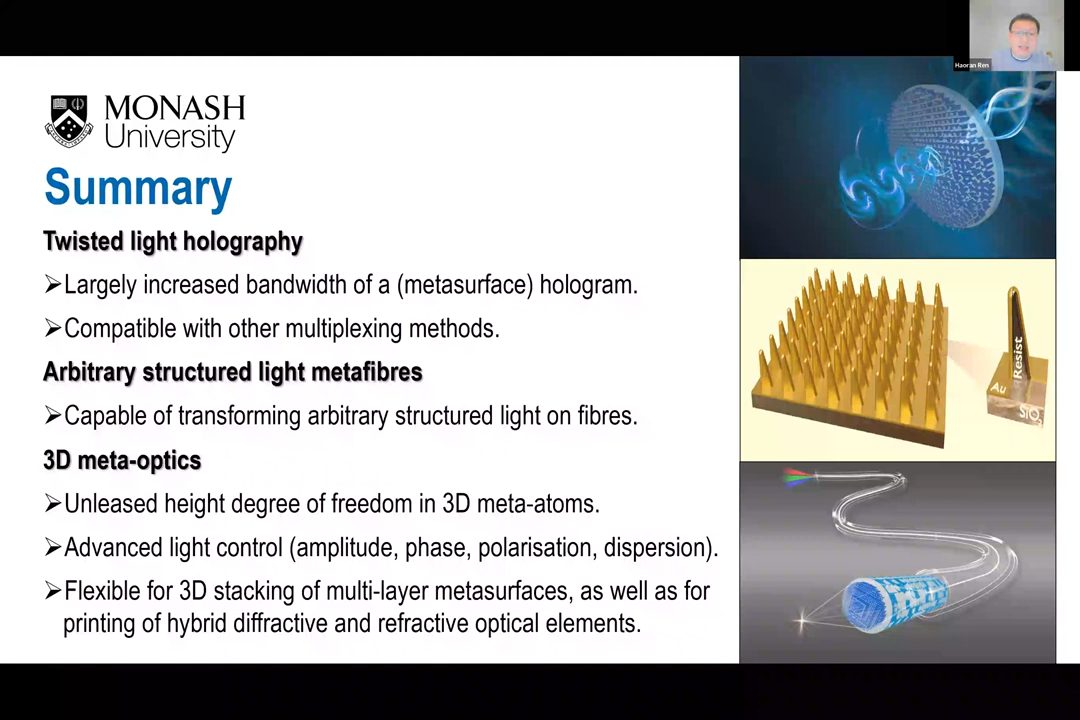 Haoran Ren
MONASH
University
Summary
Twisted light holography
➢Largely increased bandwidth of a (metasurface) hologram.
➢Compatible with other multiplexing methods.
Arbitrary structured light metafibres
➢Capable of transforming arbitrary structured light on fibres.
3D meta-optics
➢Unleased height degree of freedom in 3D meta-atoms.
➢Advanced light control (amplitude, phase, polarisation, dispersion).
➢Flexible for 3D stacking of multi-layer metasurfaces, as well as for
printing of hybrid diffractive and refractive optical elements.
Resist
Au
SiO₂